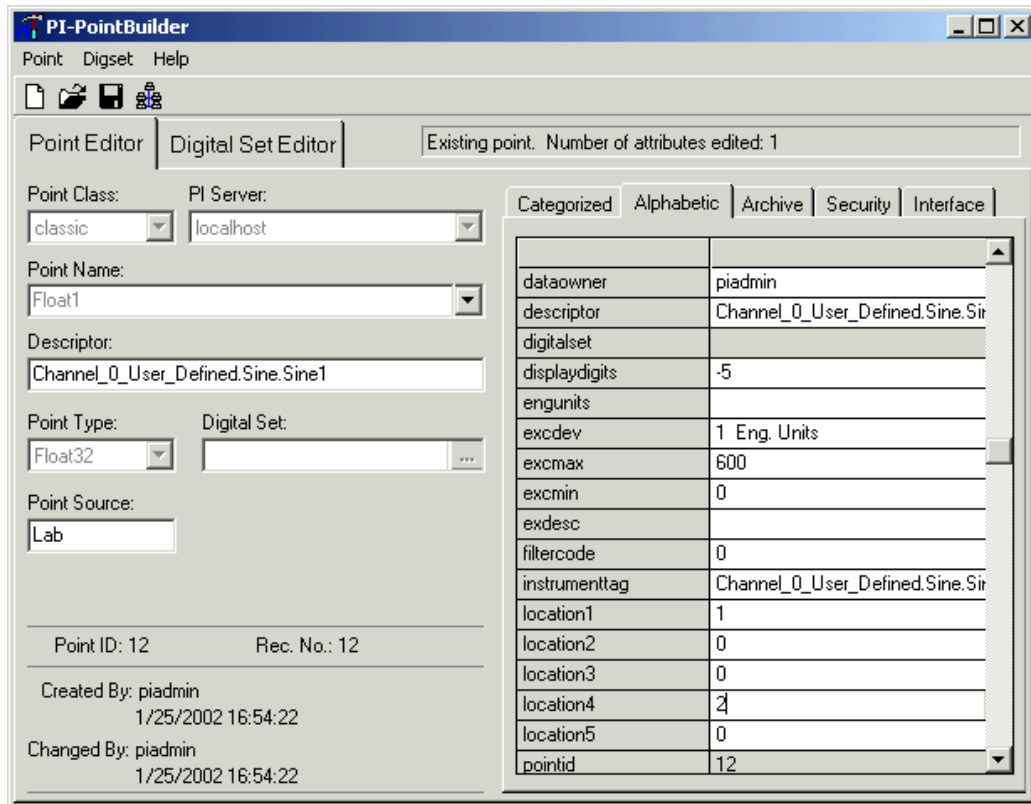 PI-PointBuilder
Point Digset Help
Point Editor Digital Set Editor
Existing point. Number of attributes edited: 1
Point Class: PI Server:
classic localhost
Point Name:
Float1
Descriptor:
Channel_0_User_Defined.Sine.Sine1
Point Type: Digital Set:
Float32 ...
Point Source:
Lab
Point ID: 12 Rec. No.: 12
Created By: piadmin
1/25/2002 16:54:22
Changed By: piadmin
1/25/2002 16:54:22
Categorized Alphabetic Archive Security Interface
dataowner piadmin
descriptor Channel_0_User_Defined.Sine.Sin
digitalset
displaydigits -5
engunits
excdev 1 Eng. Units
excmax 600
excmin 0
exdesc
filtercode 0
instrumenttag Channel_0_User_Defined.Sine.Sin
location1 1
location2 0
location3 0
location4 2
location5 0
pointid 12